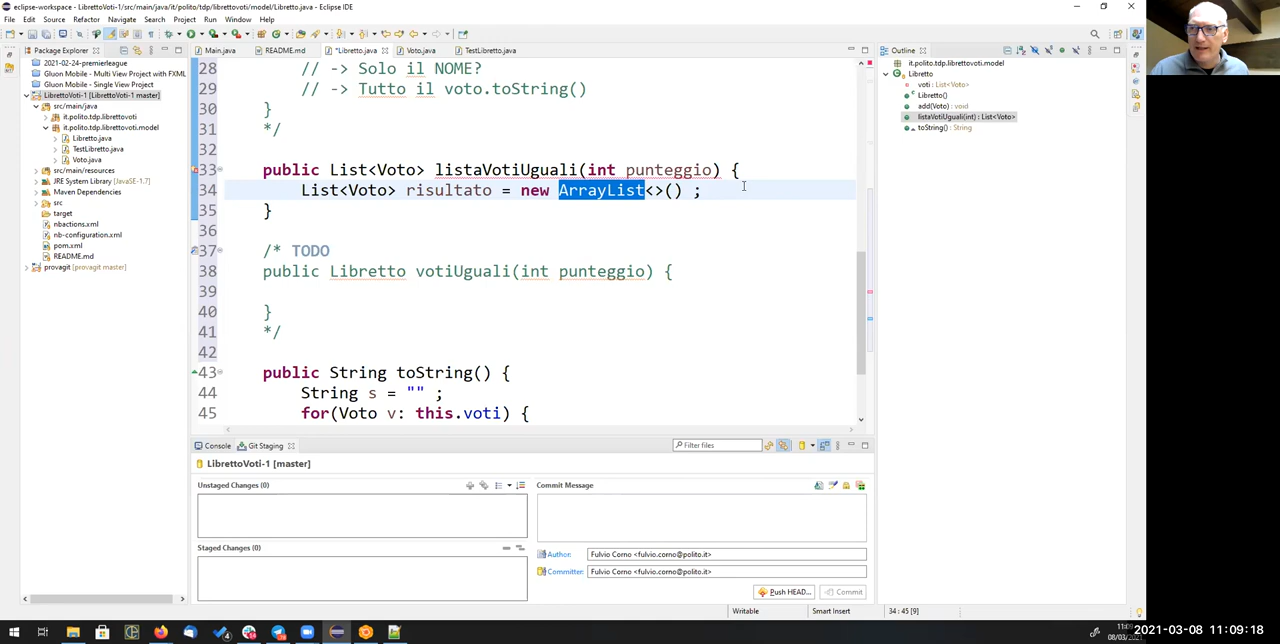 eclipse-workspace - LibrettoVoti-1/src/main/java/it/polito/tdp/librettovoti/model/Libretto.java - Eclipse IDE
File Edit Source Refactor Navigate Search Project Run Window Help
Package Explorer
Main.java README.md *Libretto.java Voto.java TestLibretto.java
Outline
2021-02-24-premierleague
Gluon Mobile - Multi View Project with FXML
Gluon Mobile - Single View Project
LibrettoVoti-1 [LibrettoVoti-1 master]
src/main/java
it.polito.tdp.librettovoti
it.polito.tdp.librettovoti.model
Libretto.java
TestLibretto.java
Voto.java
src/main/resources
JRE System Library [JavaSE-1.7]
Maven Dependencies
src
target
nbactions.xml
nb-configuration.xml
pom.xml
README.md
provagit [provagit master]
28 // -> Solo il NOME?
29 // -> Tutto il voto.toString()
30 }
31 */
32
33 public List<Voto> listaVotiUguali(int punteggio) {
34 List<Voto> risultato = new ArrayList<>() ;
35 }
36
37 /* TODO
38 public Libretto votiUguali(int punteggio) {
39
40 }
41 */
42
43 public String toString() {
44 String s = "" ;
45 for(Voto v: this.voti) {
it.polito.tdp.librettovoti.model
Libretto
voti : List<Voto>
Libretto()
add(Voto) : void
listaVotiUguali(int) : List<Voto>
toString() : String
Console Git Staging
Filter files
LibrettoVoti-1 [master]
Unstaged Changes (0)
Staged Changes (0)
Commit Message
Author: Fulvio Corno <fulvio.corno@polito.it>
Committer: Fulvio Corno <fulvio.corno@polito.it>
Push HEAD... Commit
Writable Smart Insert 34 : 45 [9]
2021-03-08 11:09:18